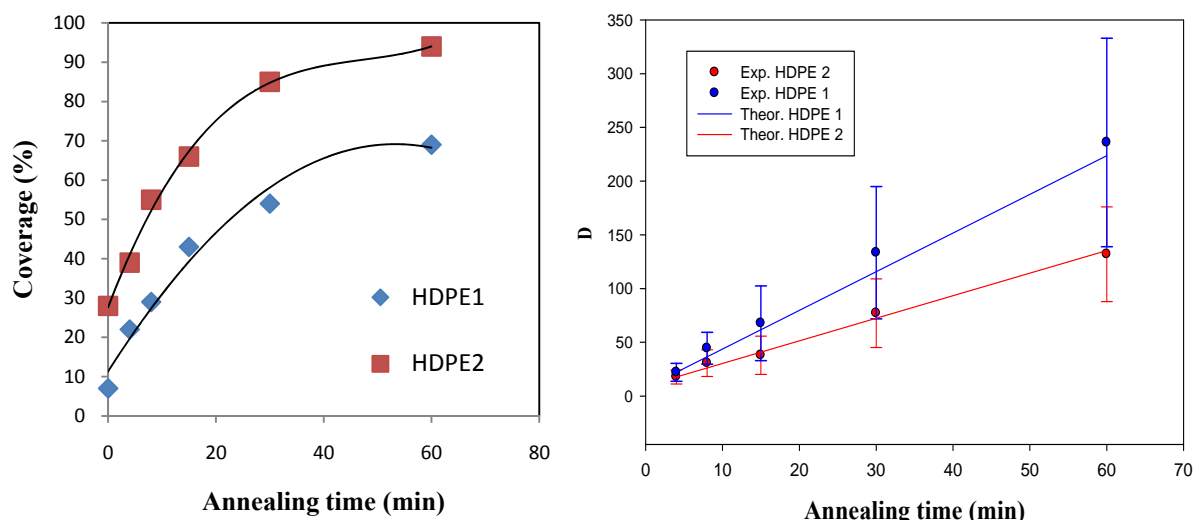 100
90
80
70
60
50
40
30
20
10
0
Coverage (%)
HDPE1
HDPE2
0 20 40 60 80
Annealing time (min)
350
300
250
200
150
100
50
0
D
Exp. HDPE 2
Exp. HDPE 1
Theor. HDPE 1
Theor. HDPE 2
0 10 20 30 40 50 60 70
Annealing time (min)